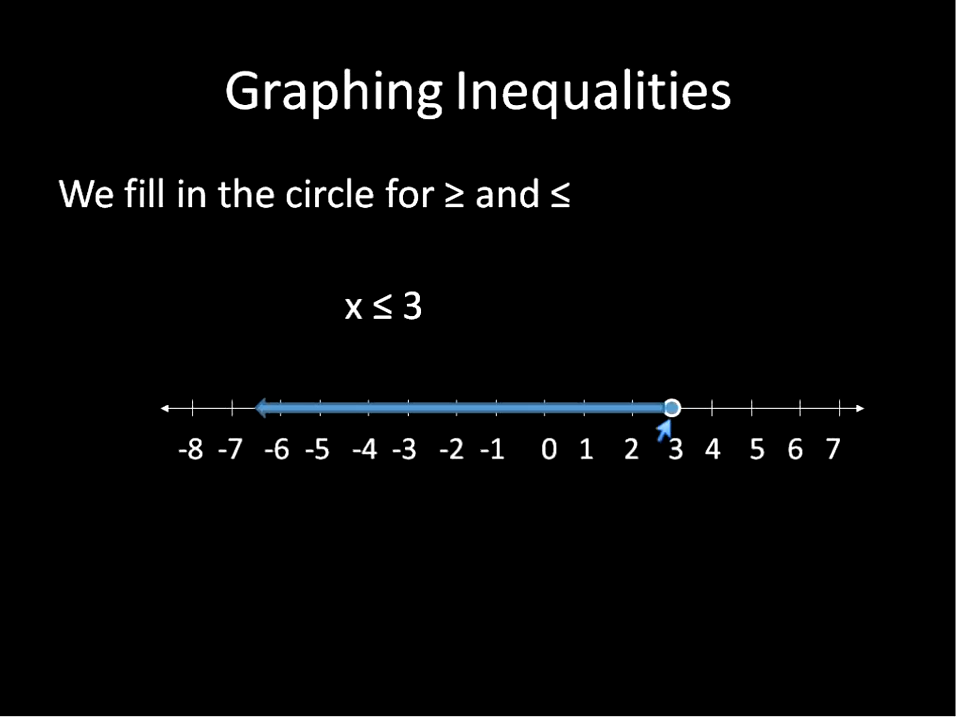 Graphing Inequalities
We fill in the circle for ≥ and ≤
x ≤ 3
-8 -7 -6 -5 -4 -3 -2 -1 0 1 2 3 4 5 6 7